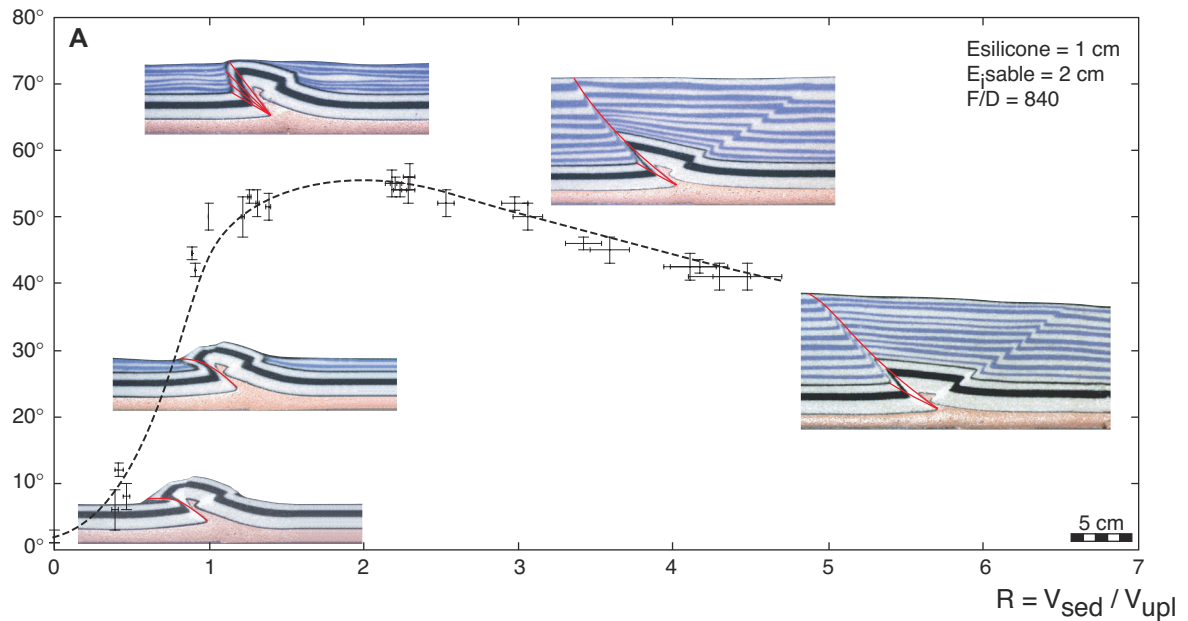 80°
A
Esilicone = 1 cm
Eisable = 2 cm
F/D = 840
70°
60°
50°
40°
30°
20°
10°
0°
5 cm
0
1
2
3
4
5
6
7
R = Vsed / Vupl